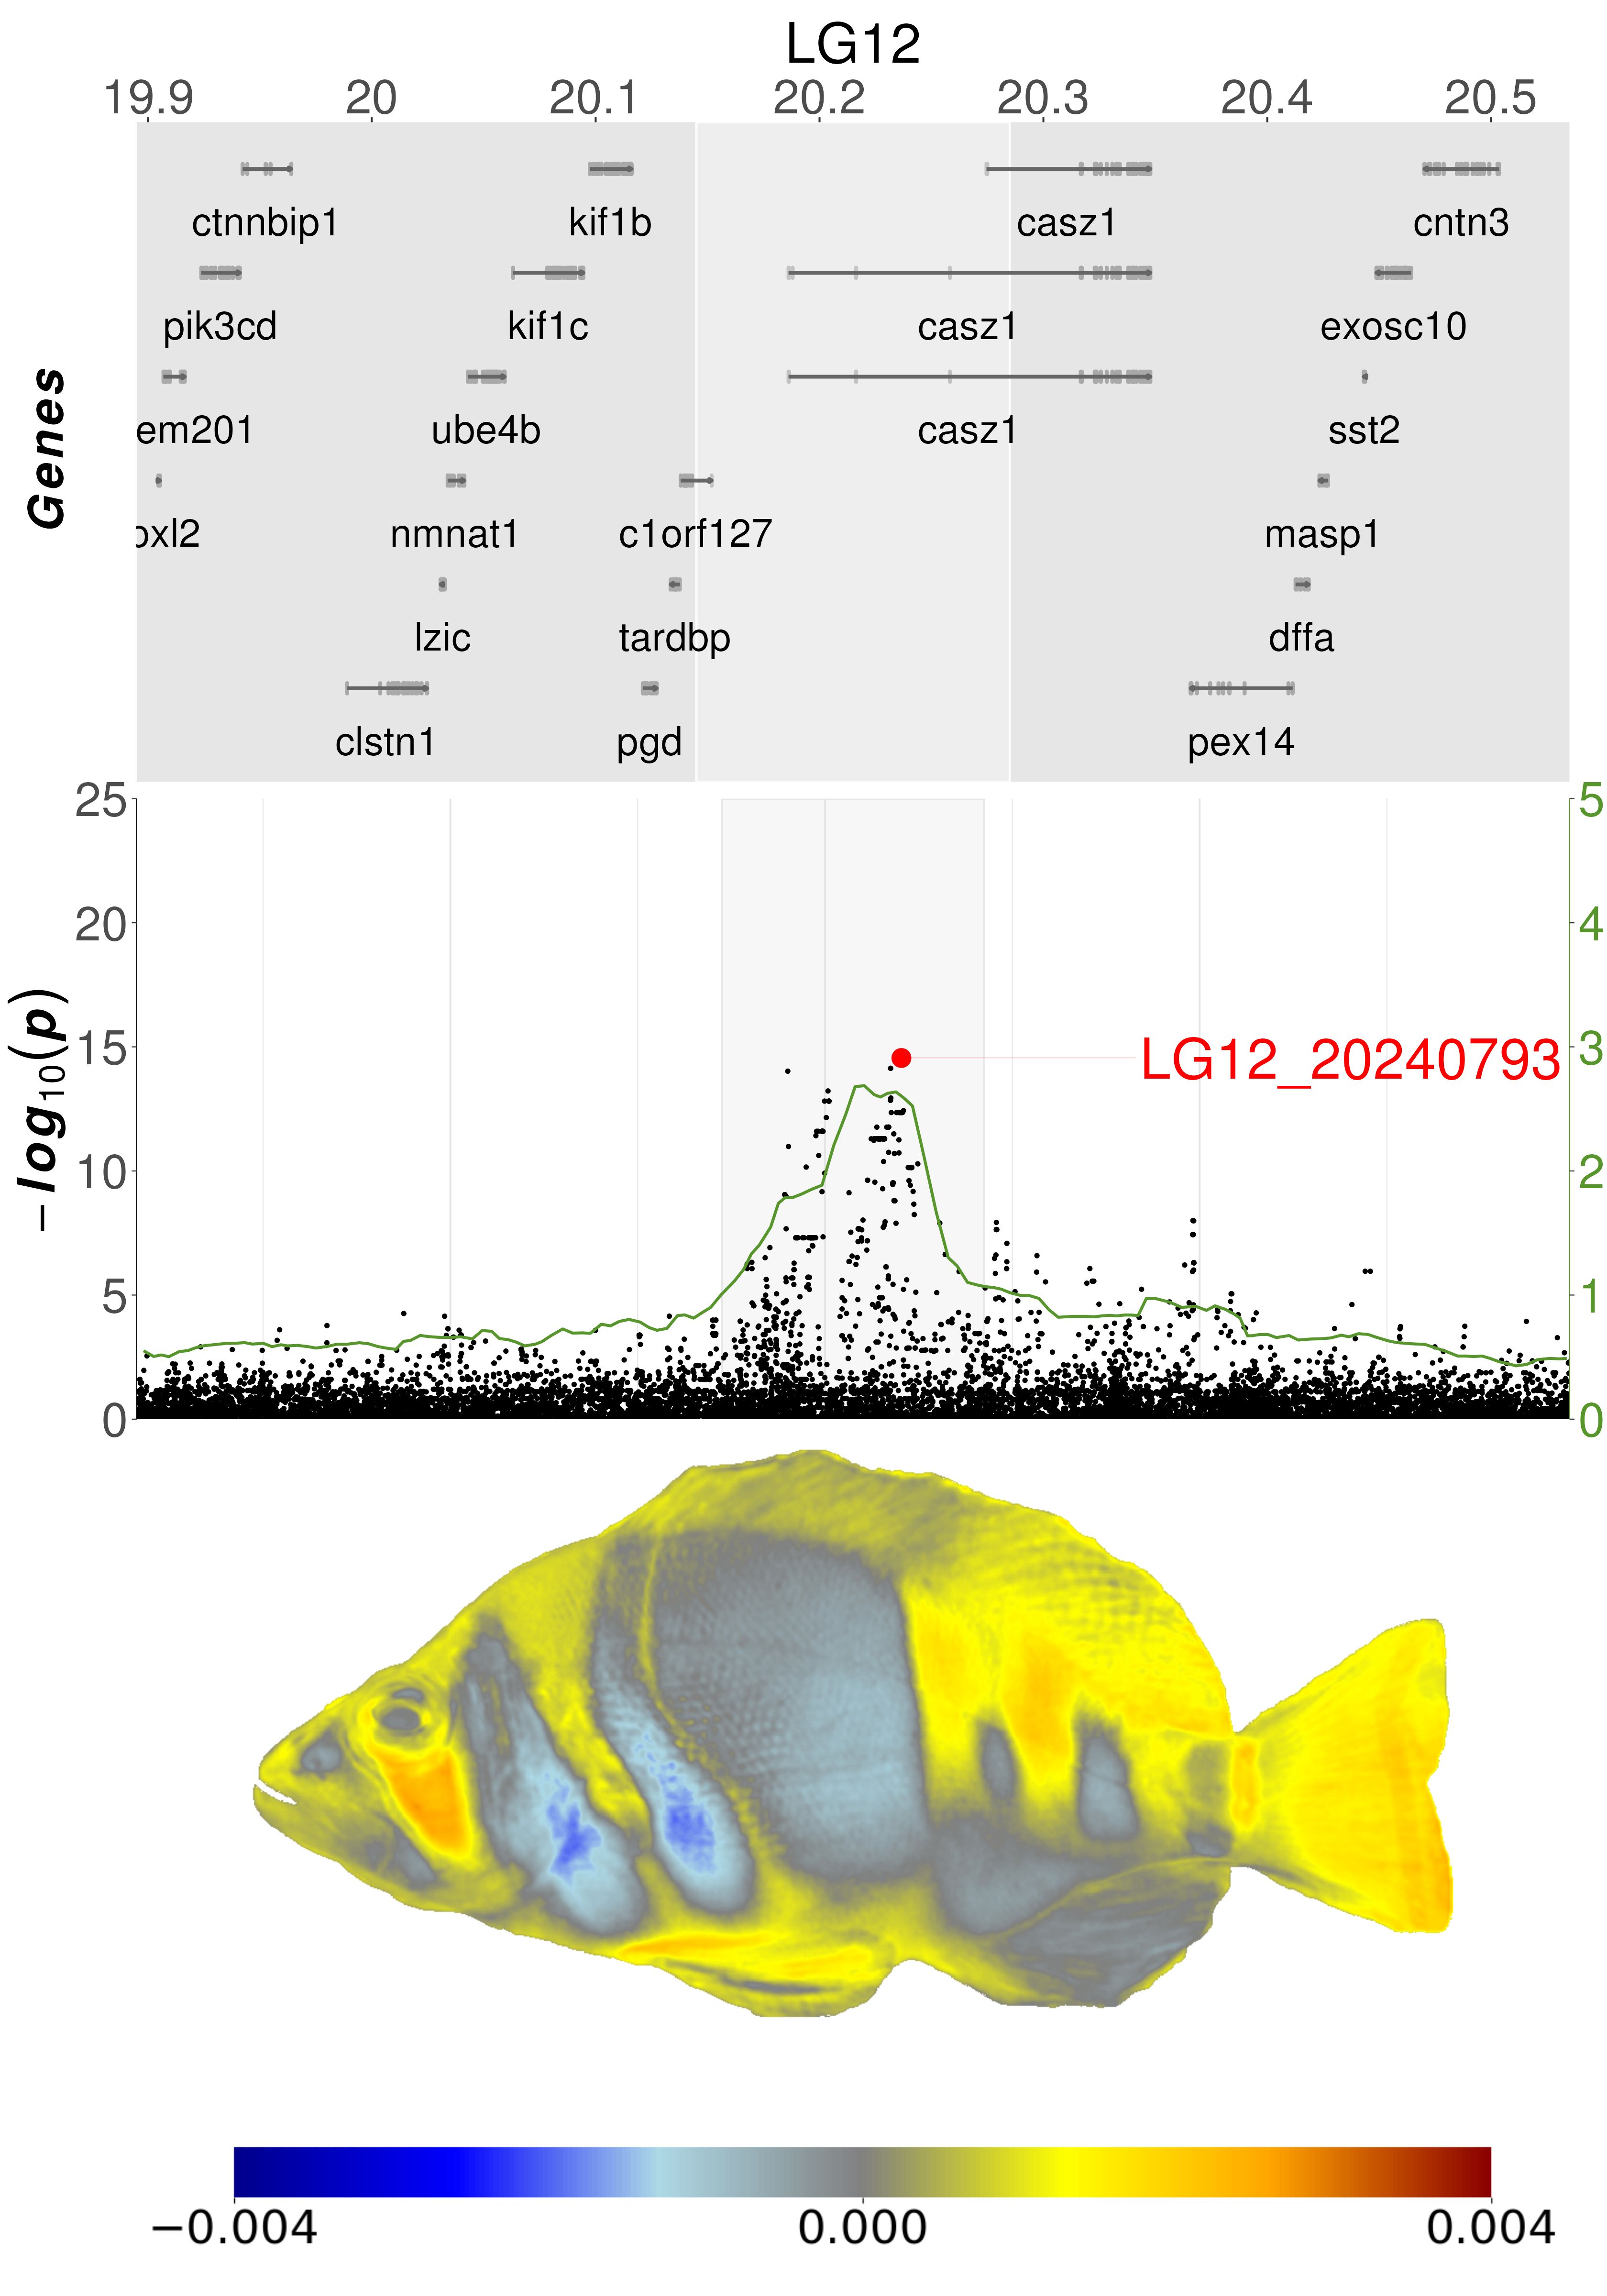 LG12
19.9 20 20.1 20.2 20.3 20.4 20.5
Genes
ctnnbip1 kif1b casz1 cntn3
pik3cd kif1c casz1 exosc10
em201 ube4b casz1 sst2
oxl2 nmnat1 c1orf127 masp1
lzic tardbp dffa
clstn1 pgd pex14
−log10(p)
25 5
20 4
15 3
LG12_20240793
10 2
5 1
0 0
−0.004 0.000 0.004